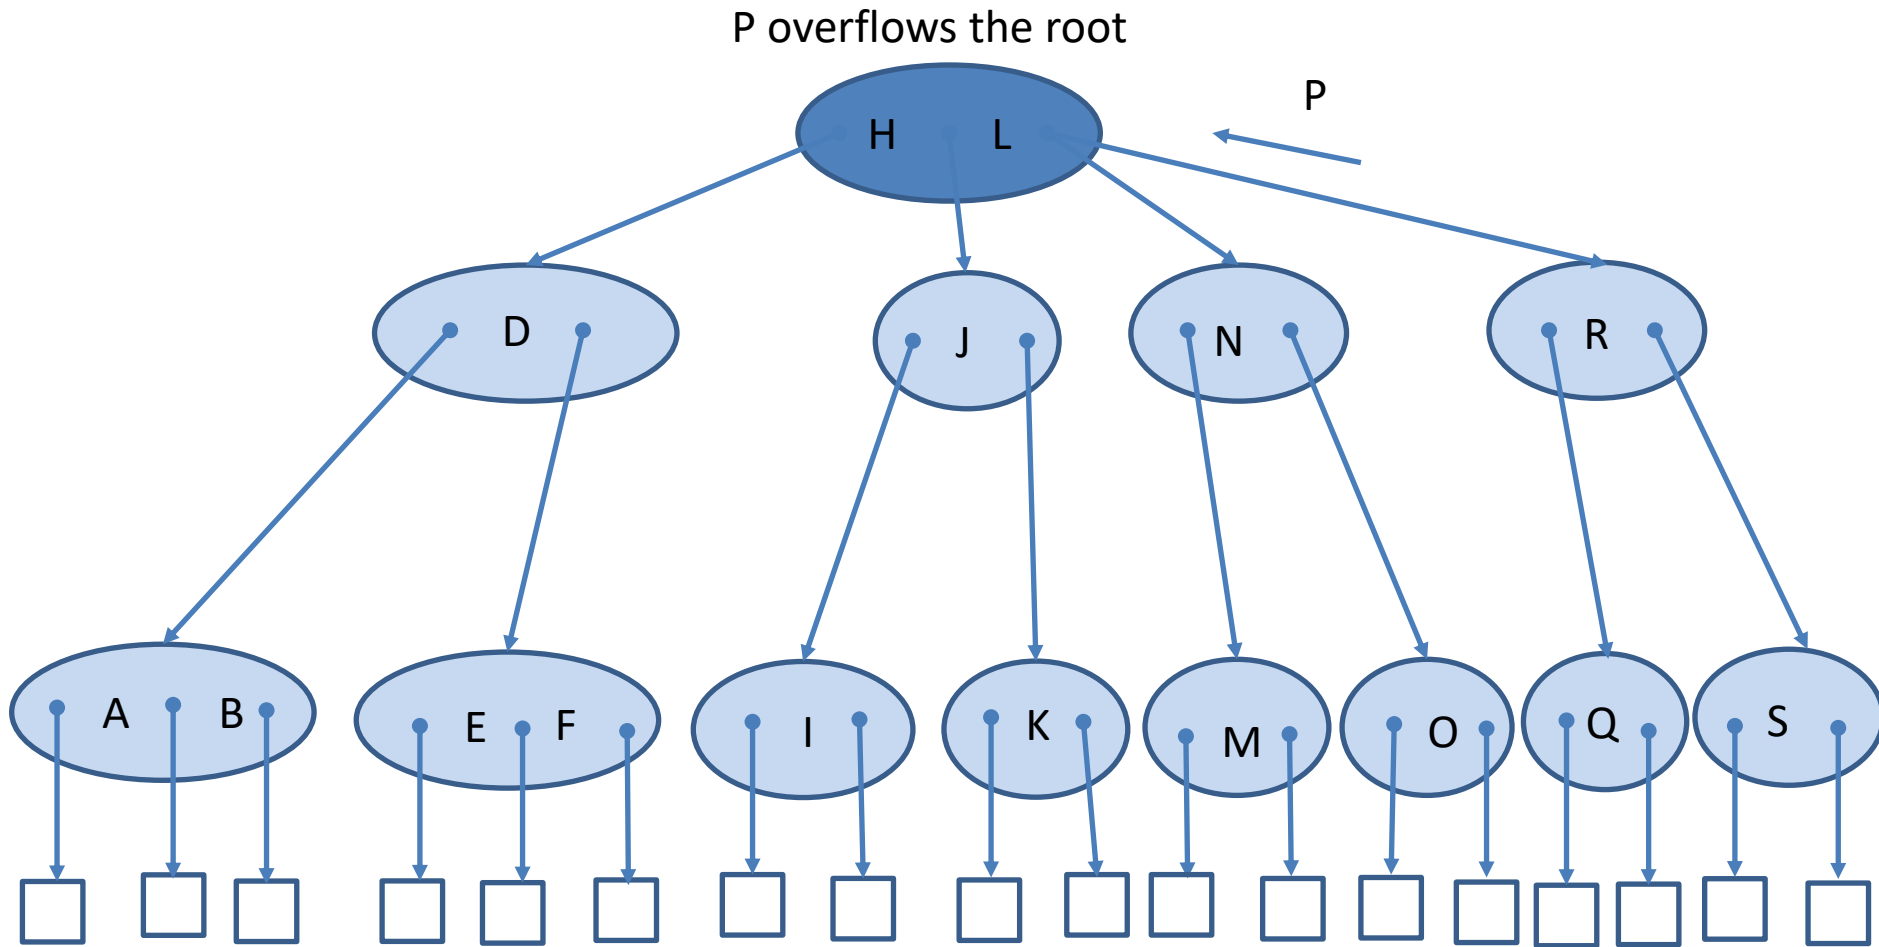 P overflows the root
P
H L
D J N R
A B E F I K M O Q S